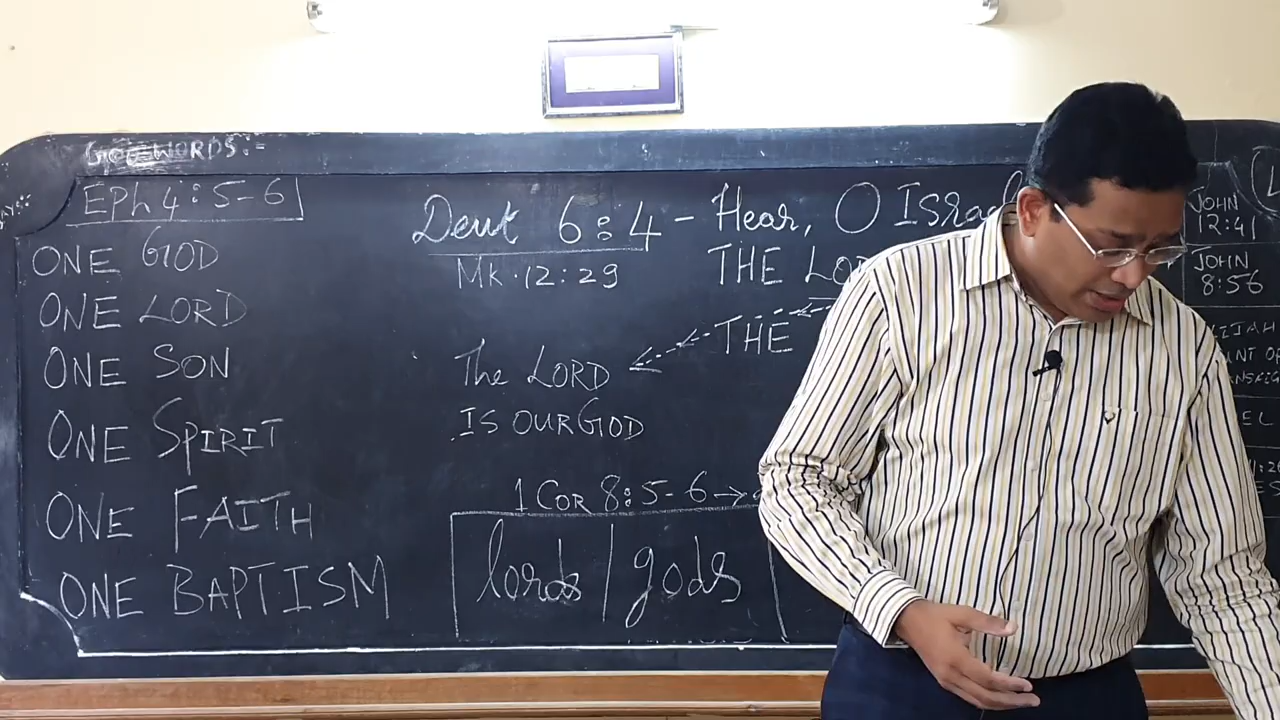 GOD WORDS:-
EPh 4:5-6
ONE GOD
ONE LORD
ONE SON
ONE SPIRIT
ONE FAITH
ONE BAPTISM
Deut 6:4 - Hear, O Israel
Mk. 12:29
THE LORD
THE
The LORD
IS OUR GOD
1 COR 8:5-6 →
lords | gods
JOHN
12:41
JOHN
8:56